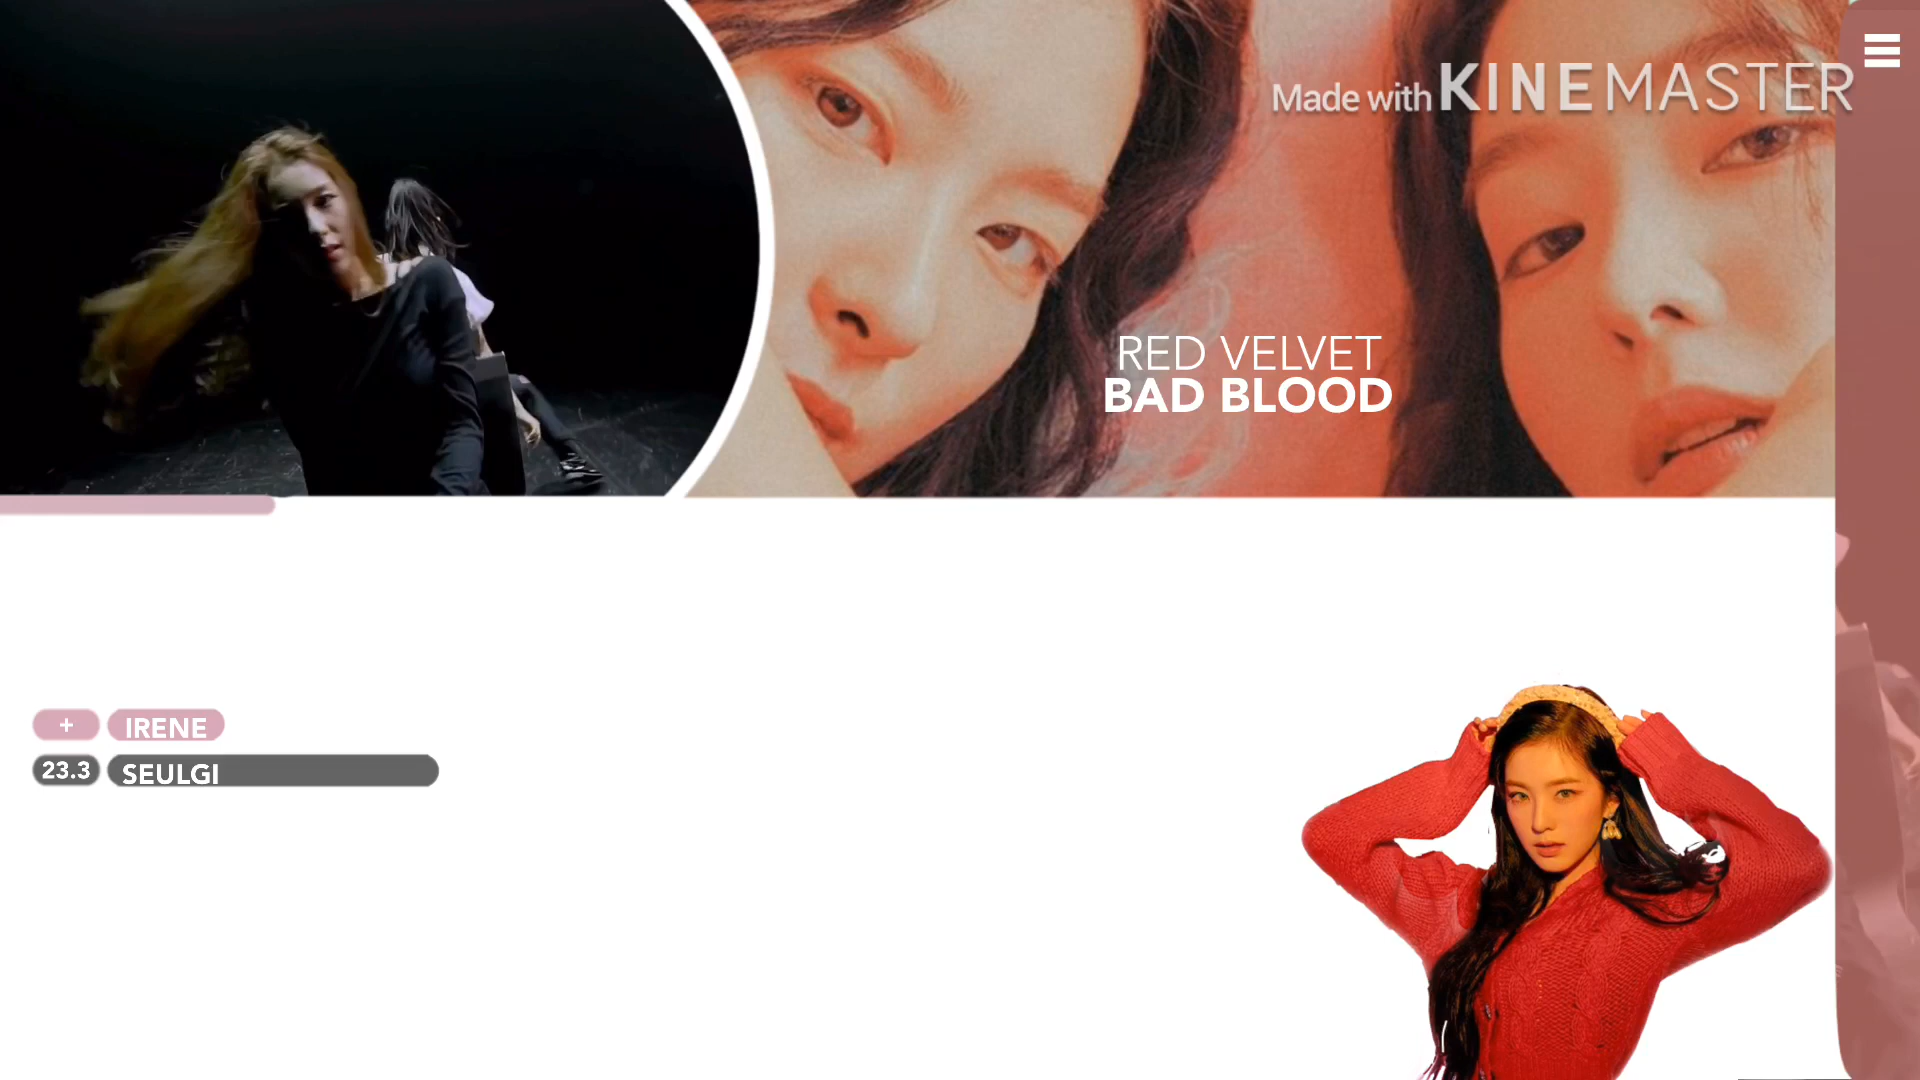 Made with KINEMASTER
RED VELVET
BAD BLOOD
+ IRENE
23.3 SEULGI